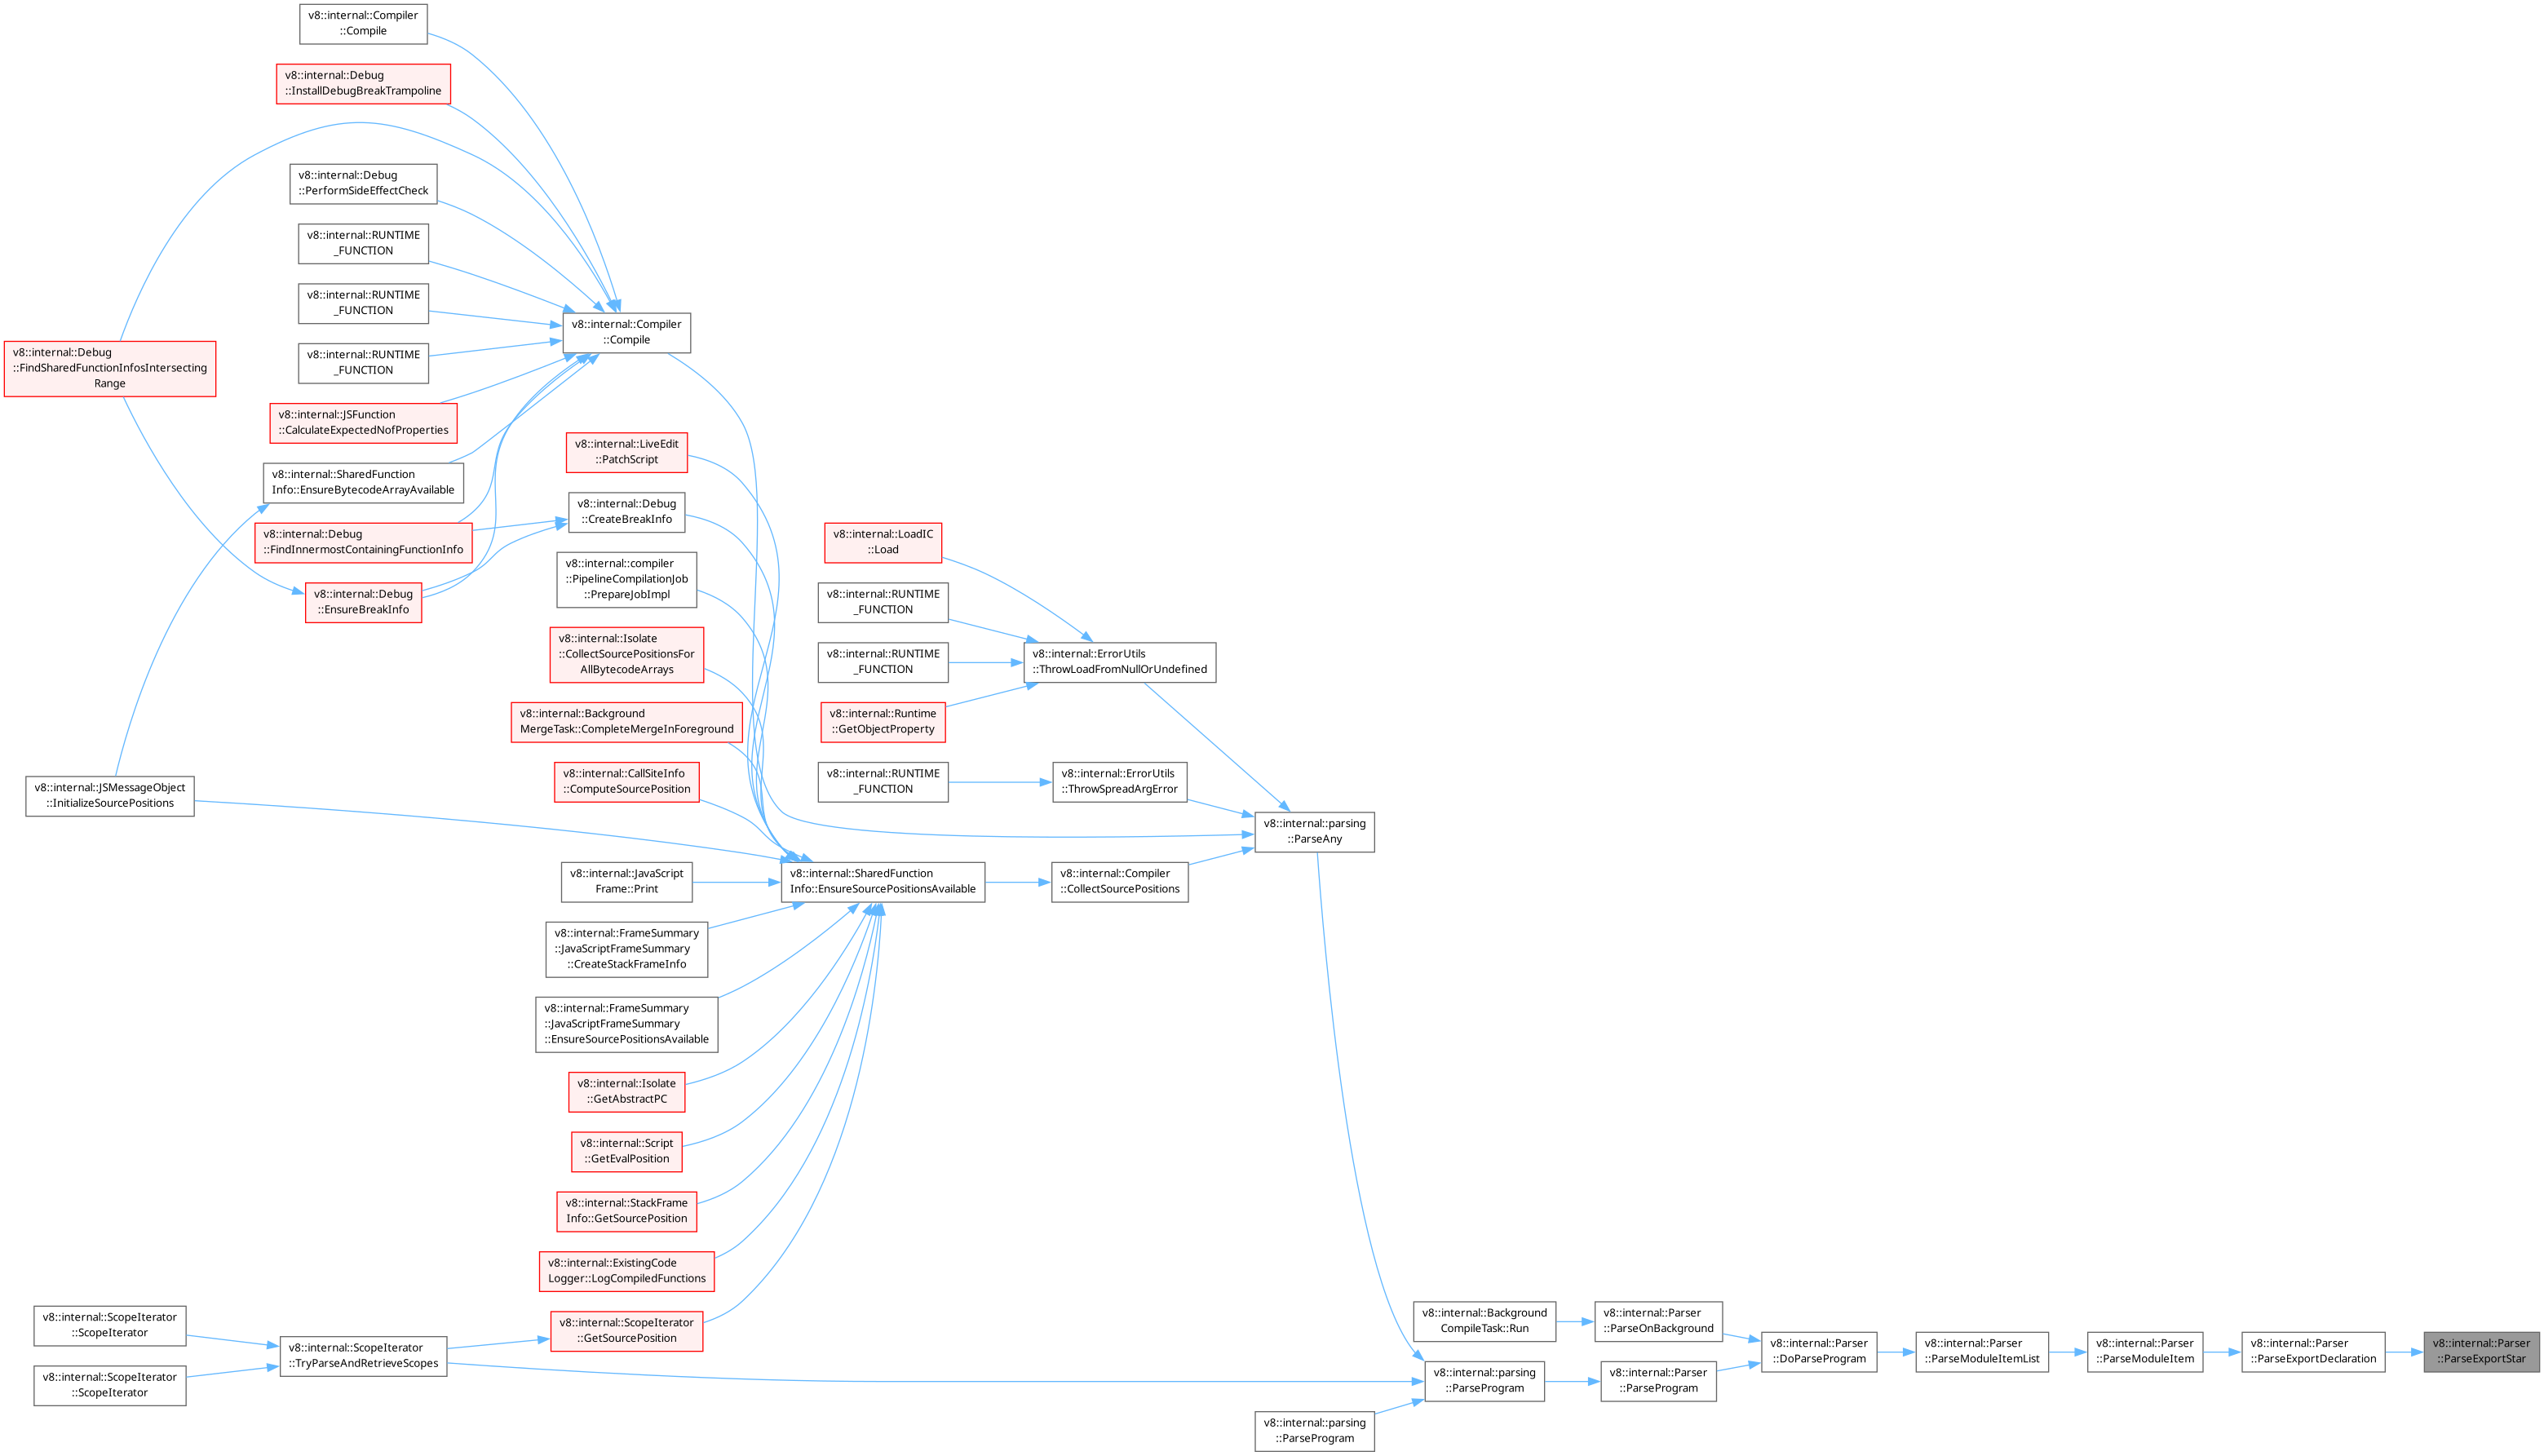 v8::internal::Compiler
::Compile
v8::internal::Debug
::InstallDebugBreakTrampoline
v8::internal::Debug
::PerformSideEffectCheck
v8::internal::RUNTIME
_FUNCTION
v8::internal::RUNTIME
_FUNCTION
v8::internal::RUNTIME
_FUNCTION
v8::internal::Compiler
::Compile
v8::internal::Debug
::FindSharedFunctionInfosIntersecting
Range
v8::internal::JSFunction
::CalculateExpectedNofProperties
v8::internal::LiveEdit
::PatchScript
v8::internal::SharedFunction
Info::EnsureBytecodeArrayAvailable
v8::internal::Debug
::CreateBreakInfo
v8::internal::Debug
::FindInnermostContainingFunctionInfo
v8::internal::LoadIC
::Load
v8::internal::compiler
::PipelineCompilationJob
::PrepareJobImpl
v8::internal::Debug
::EnsureBreakInfo
v8::internal::RUNTIME
_FUNCTION
v8::internal::Isolate
::CollectSourcePositionsFor
AllBytecodeArrays
v8::internal::RUNTIME
_FUNCTION
v8::internal::ErrorUtils
::ThrowLoadFromNullOrUndefined
v8::internal::Background
MergeTask::CompleteMergeInForeground
v8::internal::Runtime
::GetObjectProperty
v8::internal::JSMessageObject
::InitializeSourcePositions
v8::internal::CallSiteInfo
::ComputeSourcePosition
v8::internal::RUNTIME
_FUNCTION
v8::internal::ErrorUtils
::ThrowSpreadArgError
v8::internal::parsing
::ParseAny
v8::internal::JavaScript
Frame::Print
v8::internal::SharedFunction
Info::EnsureSourcePositionsAvailable
v8::internal::Compiler
::CollectSourcePositions
v8::internal::FrameSummary
::JavaScriptFrameSummary
::CreateStackFrameInfo
v8::internal::FrameSummary
::JavaScriptFrameSummary
::EnsureSourcePositionsAvailable
v8::internal::Isolate
::GetAbstractPC
v8::internal::Script
::GetEvalPosition
v8::internal::StackFrame
Info::GetSourcePosition
v8::internal::ExistingCode
Logger::LogCompiledFunctions
v8::internal::ScopeIterator
::ScopeIterator
v8::internal::ScopeIterator
::GetSourcePosition
v8::internal::Background
CompileTask::Run
v8::internal::Parser
::ParseOnBackground
v8::internal::ScopeIterator
::TryParseAndRetrieveScopes
v8::internal::Parser
::DoParseProgram
v8::internal::Parser
::ParseModuleItemList
v8::internal::Parser
::ParseModuleItem
v8::internal::Parser
::ParseExportDeclaration
v8::internal::Parser
::ParseExportStar
v8::internal::ScopeIterator
::ScopeIterator
v8::internal::parsing
::ParseProgram
v8::internal::Parser
::ParseProgram
v8::internal::parsing
::ParseProgram